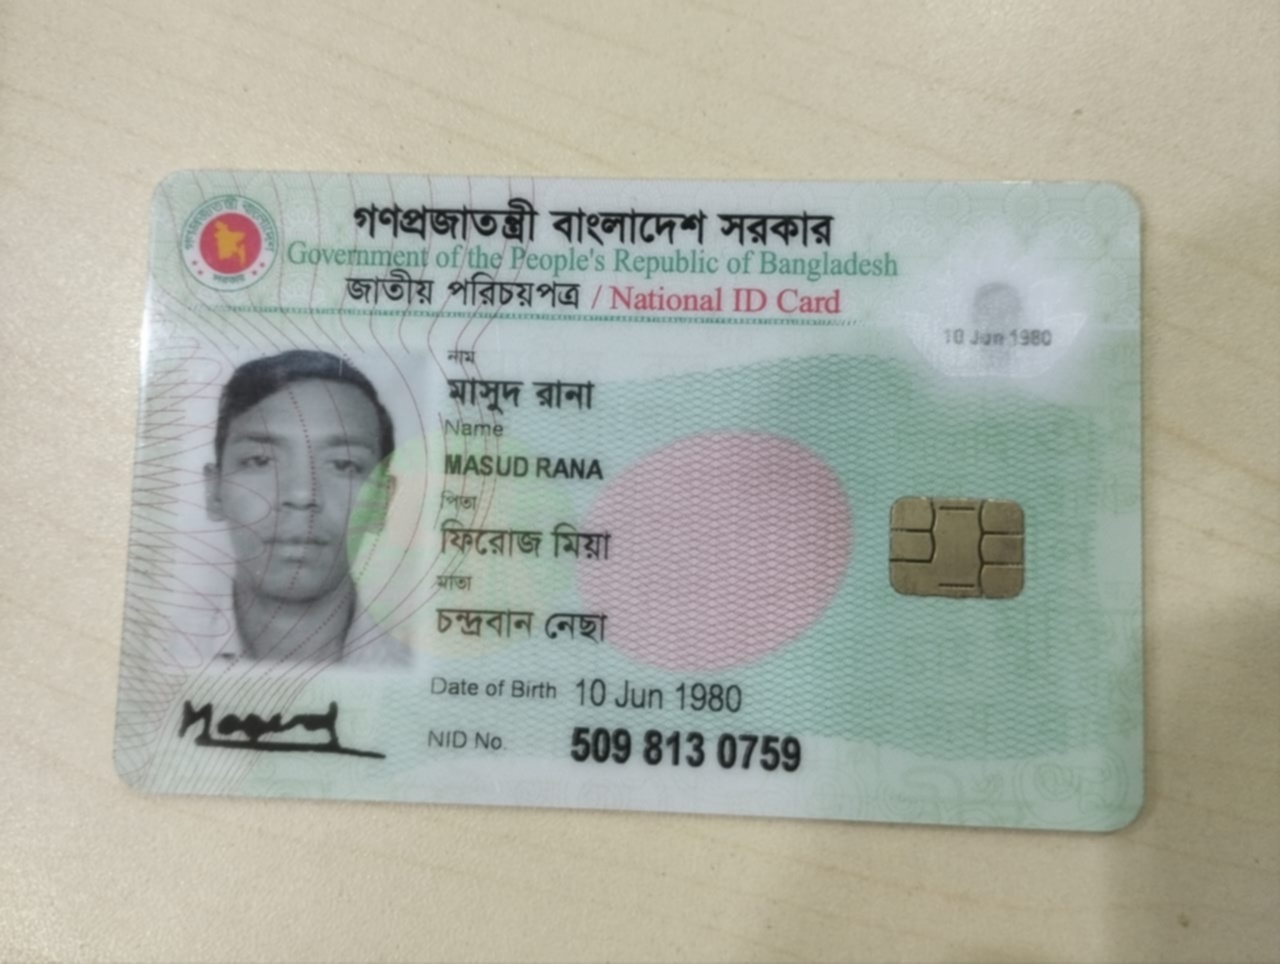 গণপ্রজাতন্ত্রী বাংলাদেশ সরকার
Government of the People's Republic of Bangladesh
জাতীয় পরিচয়পত্র / National ID Card
10 Jun 1980
নাম
মাসুদ রানা
Name
MASUD RANA
পিতা
ফিরোজ মিয়া
মাতা
চন্দ্রবান নেছা
Date of Birth 10 Jun 1980
NID No. 509 813 0759